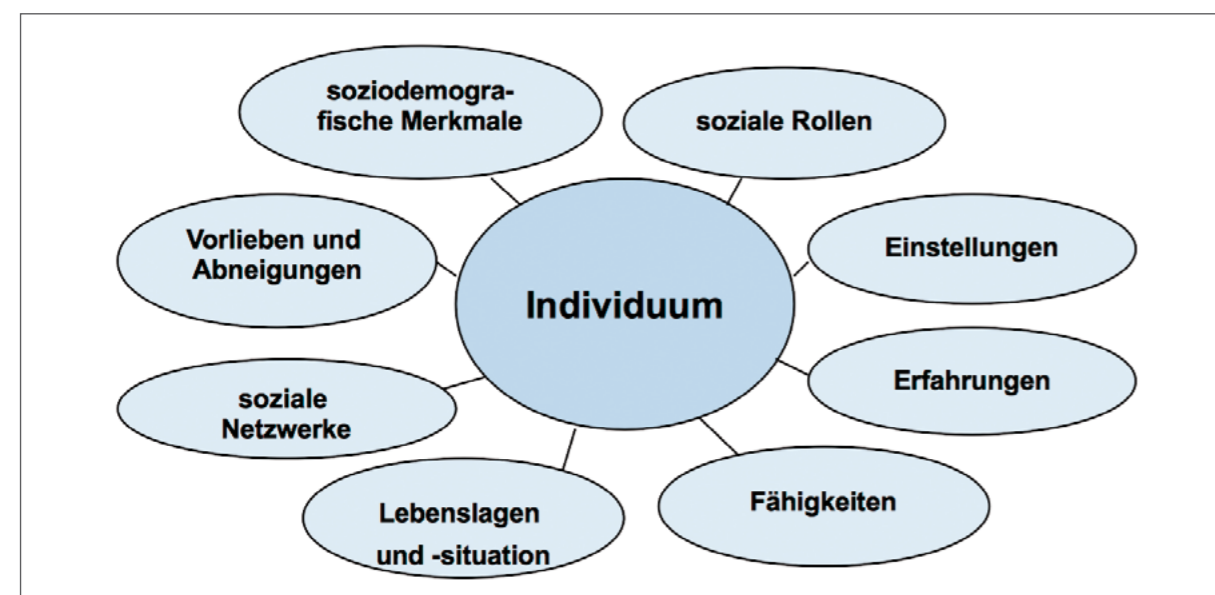 soziodemogra-
fische Merkmale
soziale Rollen
Vorlieben und
Abneigungen
Einstellungen
Individuum
Erfahrungen
soziale
Netzwerke
Fähigkeiten
Lebenslagen
und -situation